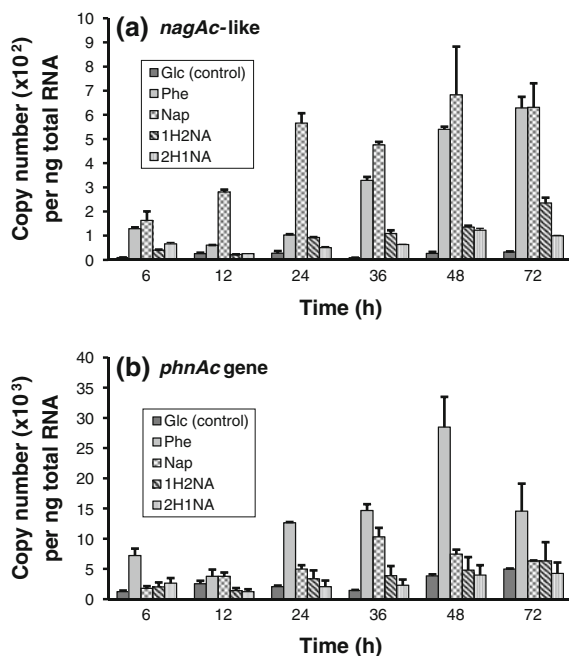 (a) nagAc-like
Copy number (x10²)
per ng total RNA
10
9
8
7
6
5
4
3
2
1
0
Glc (control)
Phe
Nap
1H2NA
2H1NA
6 12 24 36 48 72
Time (h)
(b) phnAc gene
Copy number (x10³)
per ng total RNA
40
35
30
25
20
15
10
5
0
Glc (control)
Phe
Nap
1H2NA
2H1NA
6 12 24 36 48 72
Time (h)